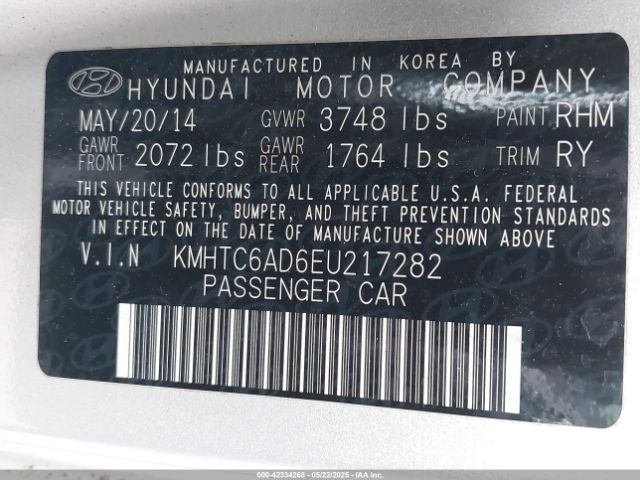 MANUFACTURED IN KOREA BY
HYUNDAI MOTOR COMPANY
MAY/20/14 GVWR 3748 lbs PAINT RHM
GAWR FRONT 2072 lbs GAWR REAR 1764 lbs TRIM RY
THIS VEHICLE CONFORMS TO ALL APPLICABLE U.S.A. FEDERAL
MOTOR VEHICLE SAFETY, BUMPER, AND THEFT PREVENTION STANDARDS
IN EFFECT ON THE DATE OF MANUFACTURE SHOWN ABOVE.
V.I.N KMHTC6AD6EU217282
PASSENGER CAR
000-42334268 - 05/22/2025 - IAAI.COM